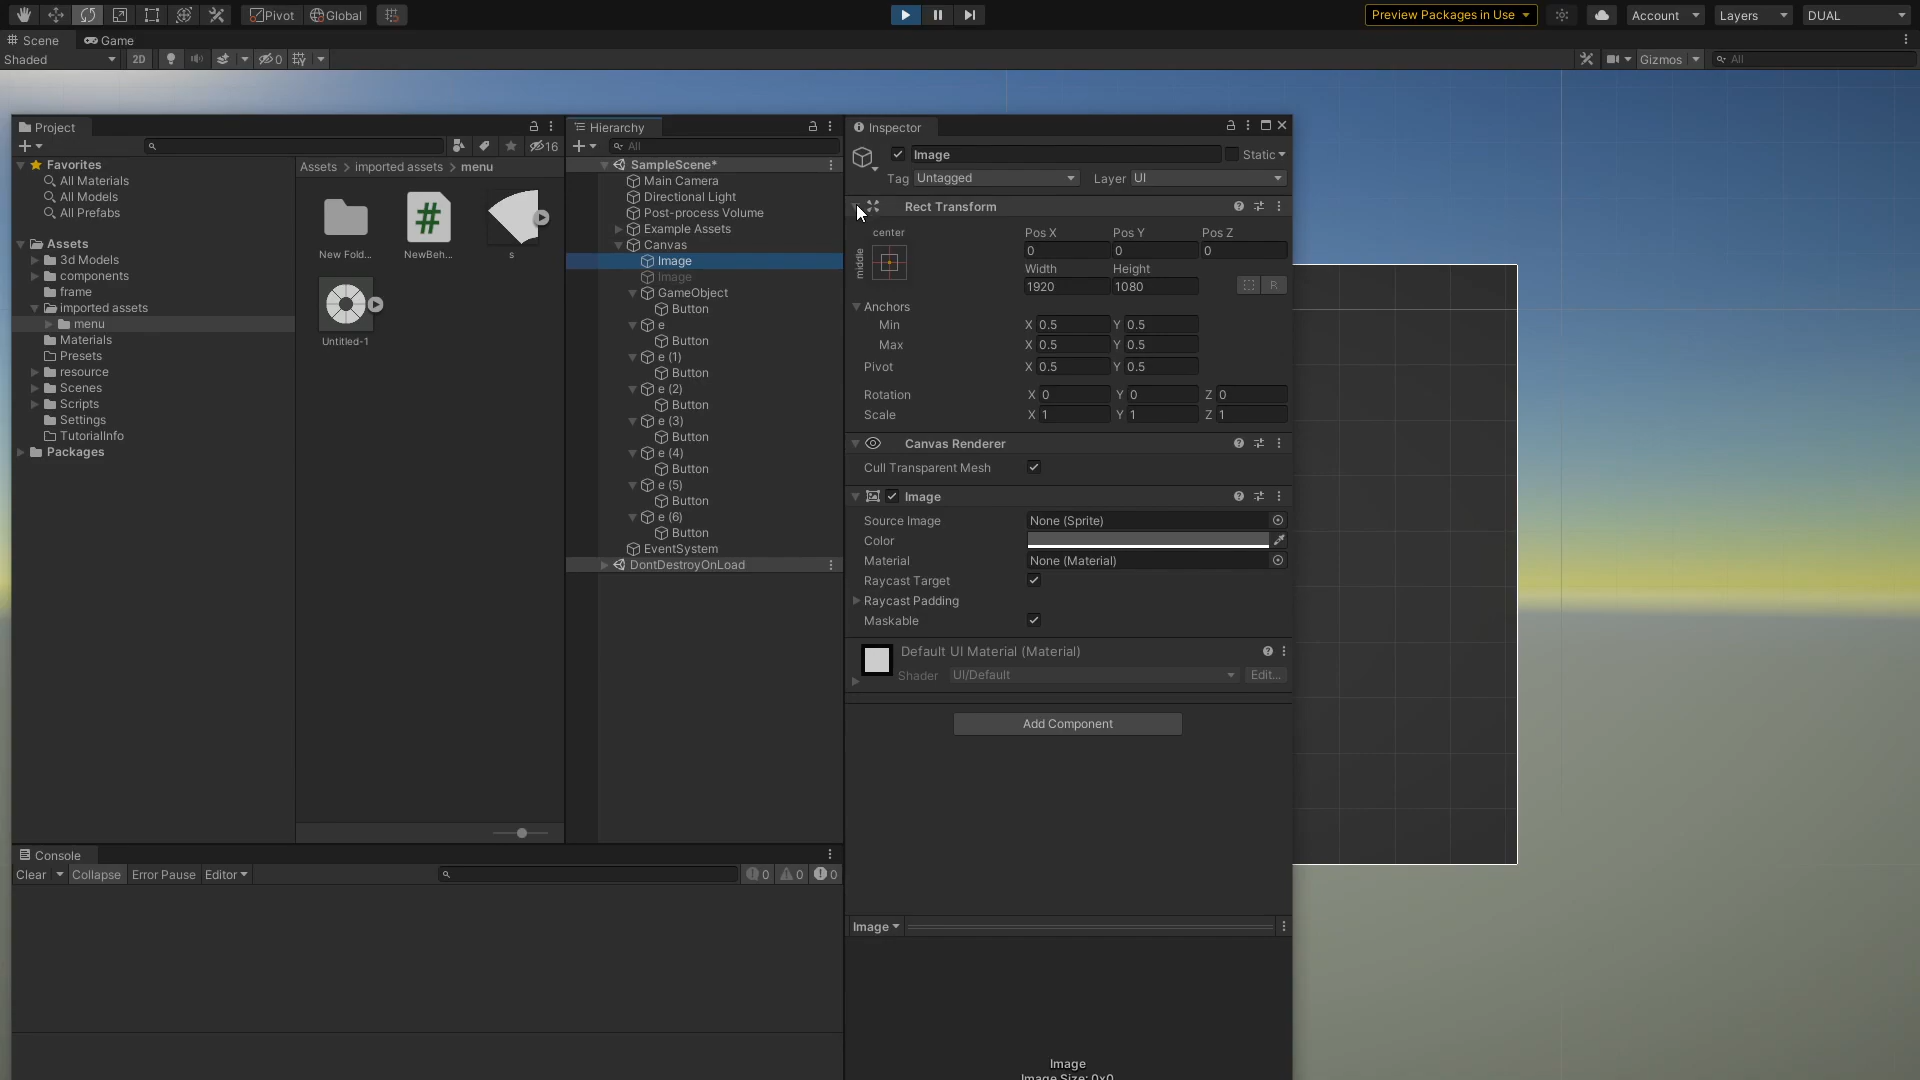 Pivot Global Preview Packages in Use Account Layers DUAL
Scene Game
Shaded 2D 0 Gizmos All
Project
16
Favorites
All Materials
All Models
All Prefabs
Assets
3d Models
components
frame
imported assets
menu
Materials
Presets
resource
Scenes
Scripts
Settings
TutorialInfo
Packages
Assets > imported assets > menu
New Fold... NewBeh... s
#
Untitled-1
Hierarchy
All
SampleScene*
Main Camera
Directional Light
Post-process Volume
Example Assets
Canvas
Image
Image
GameObject
Button
e
Button
e (1)
Button
e (2)
Button
e (3)
Button
e (4)
Button
e (5)
Button
e (6)
Button
EventSystem
DontDestroyOnLoad
Inspector
Image Static
Tag Untagged Layer UI
Rect Transform
center Pos X Pos Y Pos Z
middle 0 0 0
Width Height
1920 1080 R
Anchors
Min X 0.5 Y 0.5
Max X 0.5 Y 0.5
Pivot X 0.5 Y 0.5
Rotation X 0 Y 0 Z 0
Scale X 1 Y 1 Z 1
Canvas Renderer
Cull Transparent Mesh
Image
Source Image None (Sprite)
Color
Material None (Material)
Raycast Target
Raycast Padding
Maskable
Default UI Material (Material)
Shader UI/Default Edit...
Add Component
Image
Image
Image Size: 0x0
Console
Clear Collapse Error Pause Editor 0 0 0